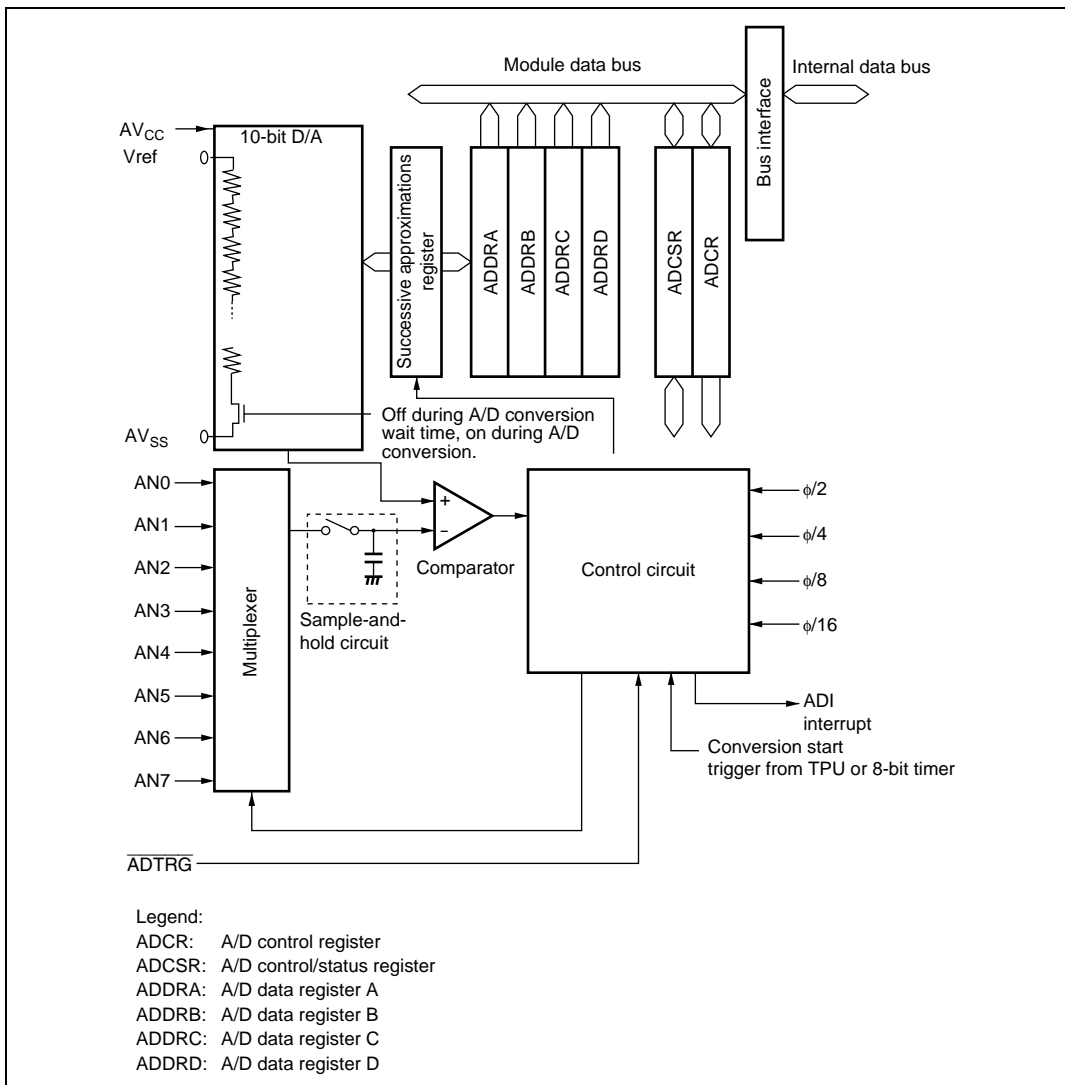 Module data bus
Internal data bus
Bus interface
AVCC
Vref
10-bit D/A
Successive approximations
register
ADDRA
ADDRB
ADDRC
ADDRD
ADCSR
ADCR
Off during A/D conversion
wait time, on during A/D
conversion.
AVSS
AN0
AN1
AN2
AN3
AN4
AN5
AN6
AN7
Multiplexer
+
−
Comparator
Sample-and-
hold circuit
Control circuit
ϕ/2
ϕ/4
ϕ/8
ϕ/16
ADI
interrupt
Conversion start
trigger from TPU or 8-bit timer
ADTRG
Legend:
ADCR: A/D control register
ADCSR: A/D control/status register
ADDRA: A/D data register A
ADDRB: A/D data register B
ADDRC: A/D data register C
ADDRD: A/D data register D